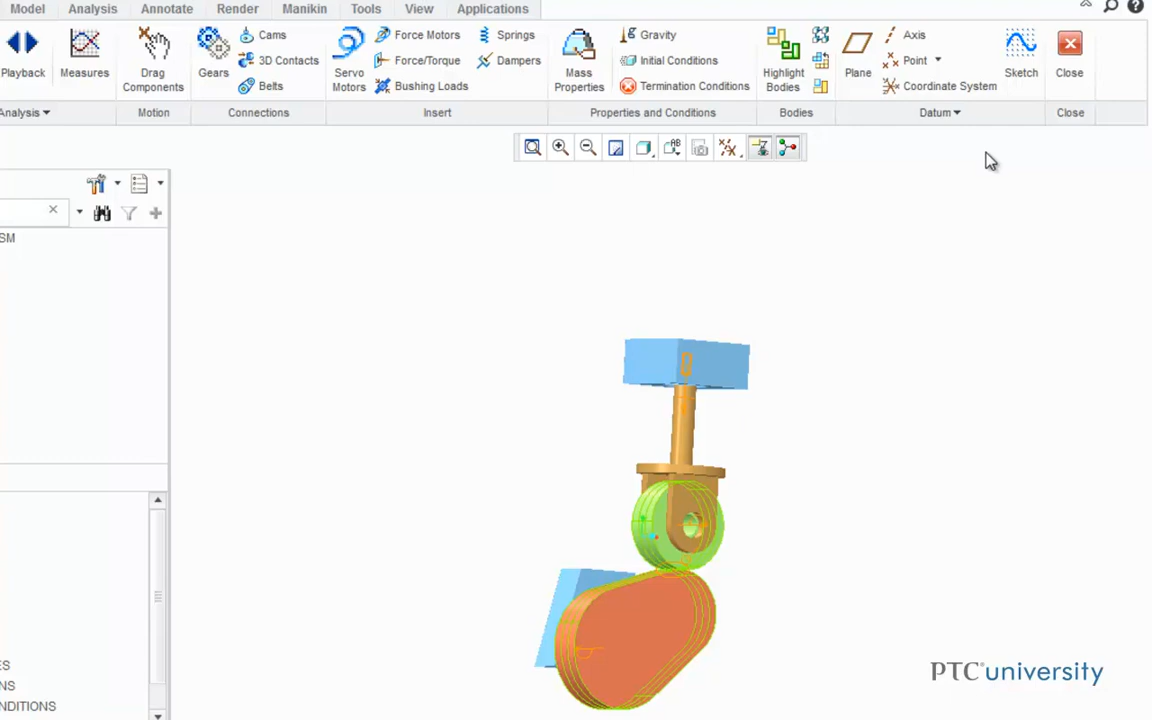 Model Analysis Annotate Render Manikin Tools View Applications
Cams Force Motors Springs Gravity Axis
3D Contacts Force/Torque Dampers Initial Conditions Point
Playback Measures Drag Components Gears Belts Servo Motors Bushing Loads Mass Properties Termination Conditions Highlight Bodies Plane Coordinate System Sketch Close
Analysis Motion Connections Insert Properties and Conditions Bodies Datum Close
SM
ES
NS
NDITIONS
PTC university